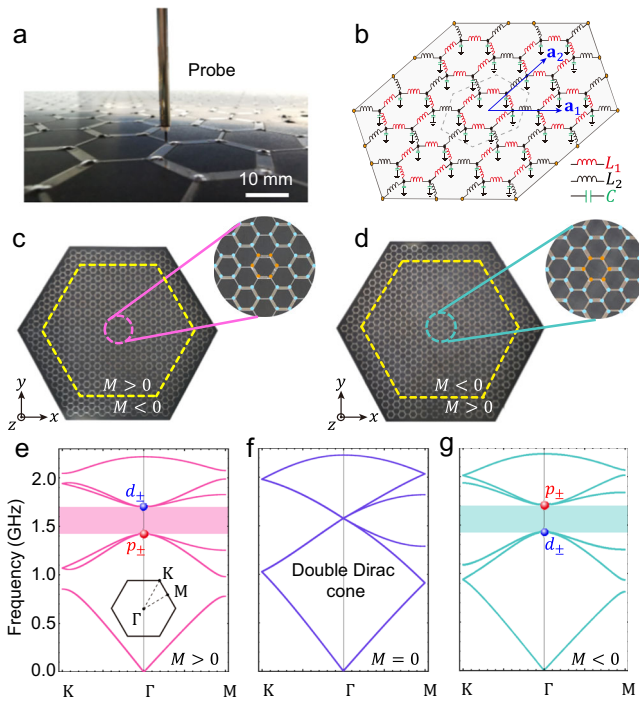 a
Probe
10 mm
b
a₂
a₁
L₁
L₂
C
c
M > 0
M < 0
y
z
x
d
M < 0
M > 0
y
z
x
e
f
g
Frequency (GHz)
2.0
1.5
1.0
0.5
0.0
d±
p±
K
M
Γ
M > 0
Double Dirac
cone
M = 0
p±
d±
M < 0
K Γ M
K Γ M
K Γ M